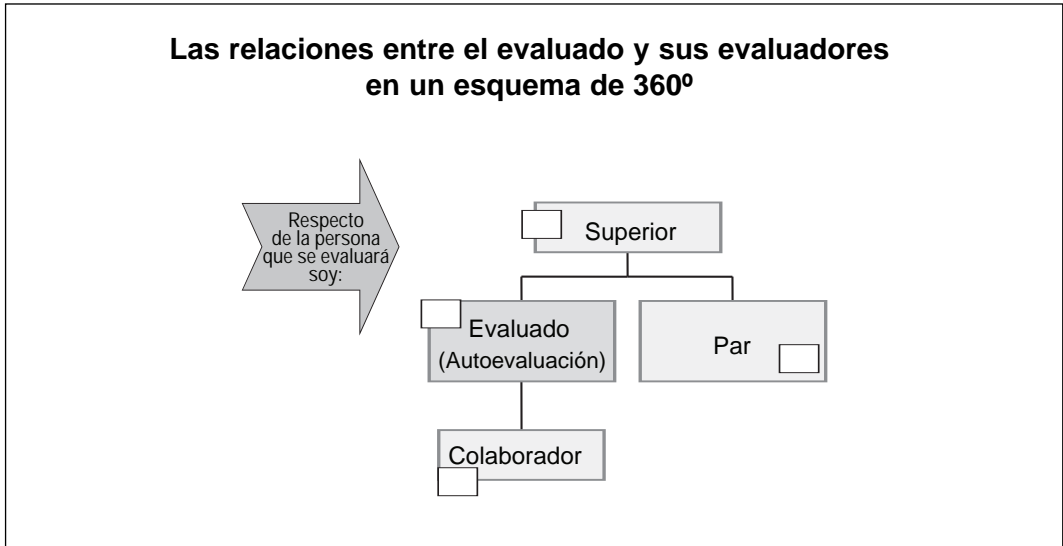 Las relaciones entre el evaluado y sus evaluadores
en un esquema de 360º
Respecto
de la persona
que se evaluará
soy:
Superior
Evaluado
(Autoevaluación)
Par
Colaborador